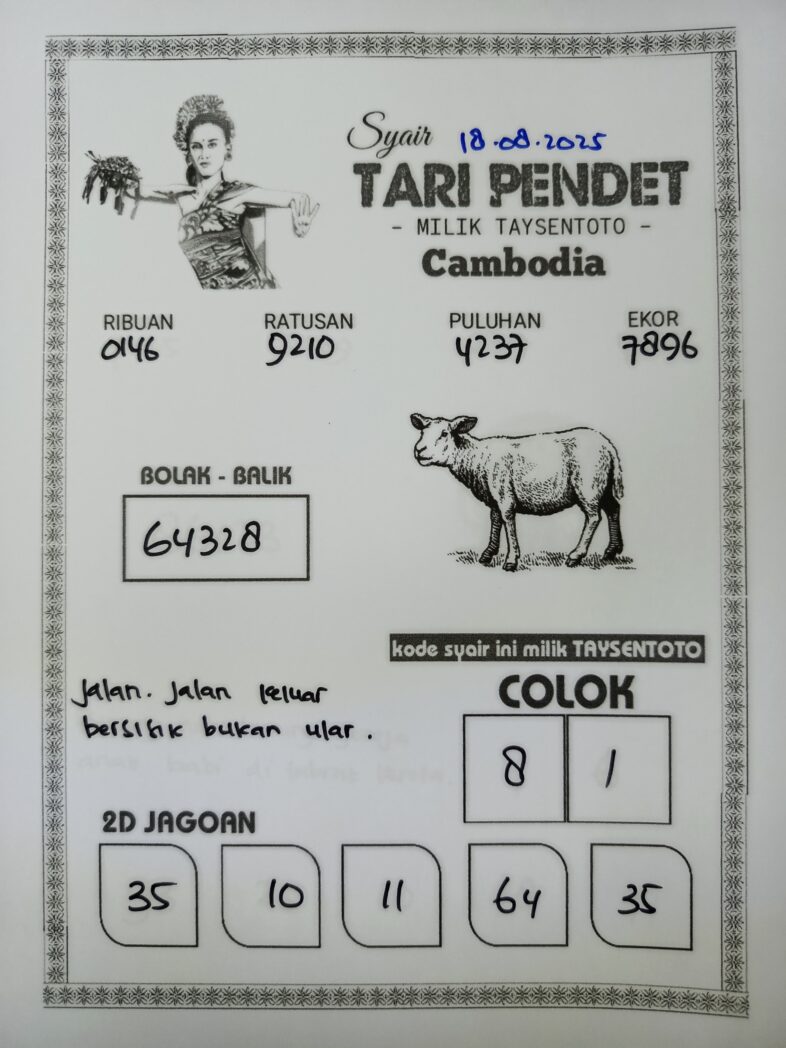 Syair 18.08.2025
TARI PENDET
- MILIK TAYSENTOTO -
Cambodia
RIBUAN RATUSAN PULUHAN EKOR
0146 9210 4237 7896
BOLAK - BALIK
64328
kode syair ini milik TAYSENTOTO
Jalan. Jalan keluar
bersisik bukan ular.
COLOK
8 1
2D JAGOAN
35 10 11 64 35